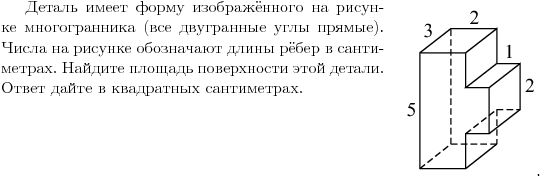 Деталь имеет форму изображённого на рисун-
ке многогранника (все двугранные углы прямые).
Числа на рисунке обозначают длины рёбер в санти-
метрах. Найдите площадь поверхности этой детали.
Ответ дайте в квадратных сантиметрах.
2
3
1
2
5